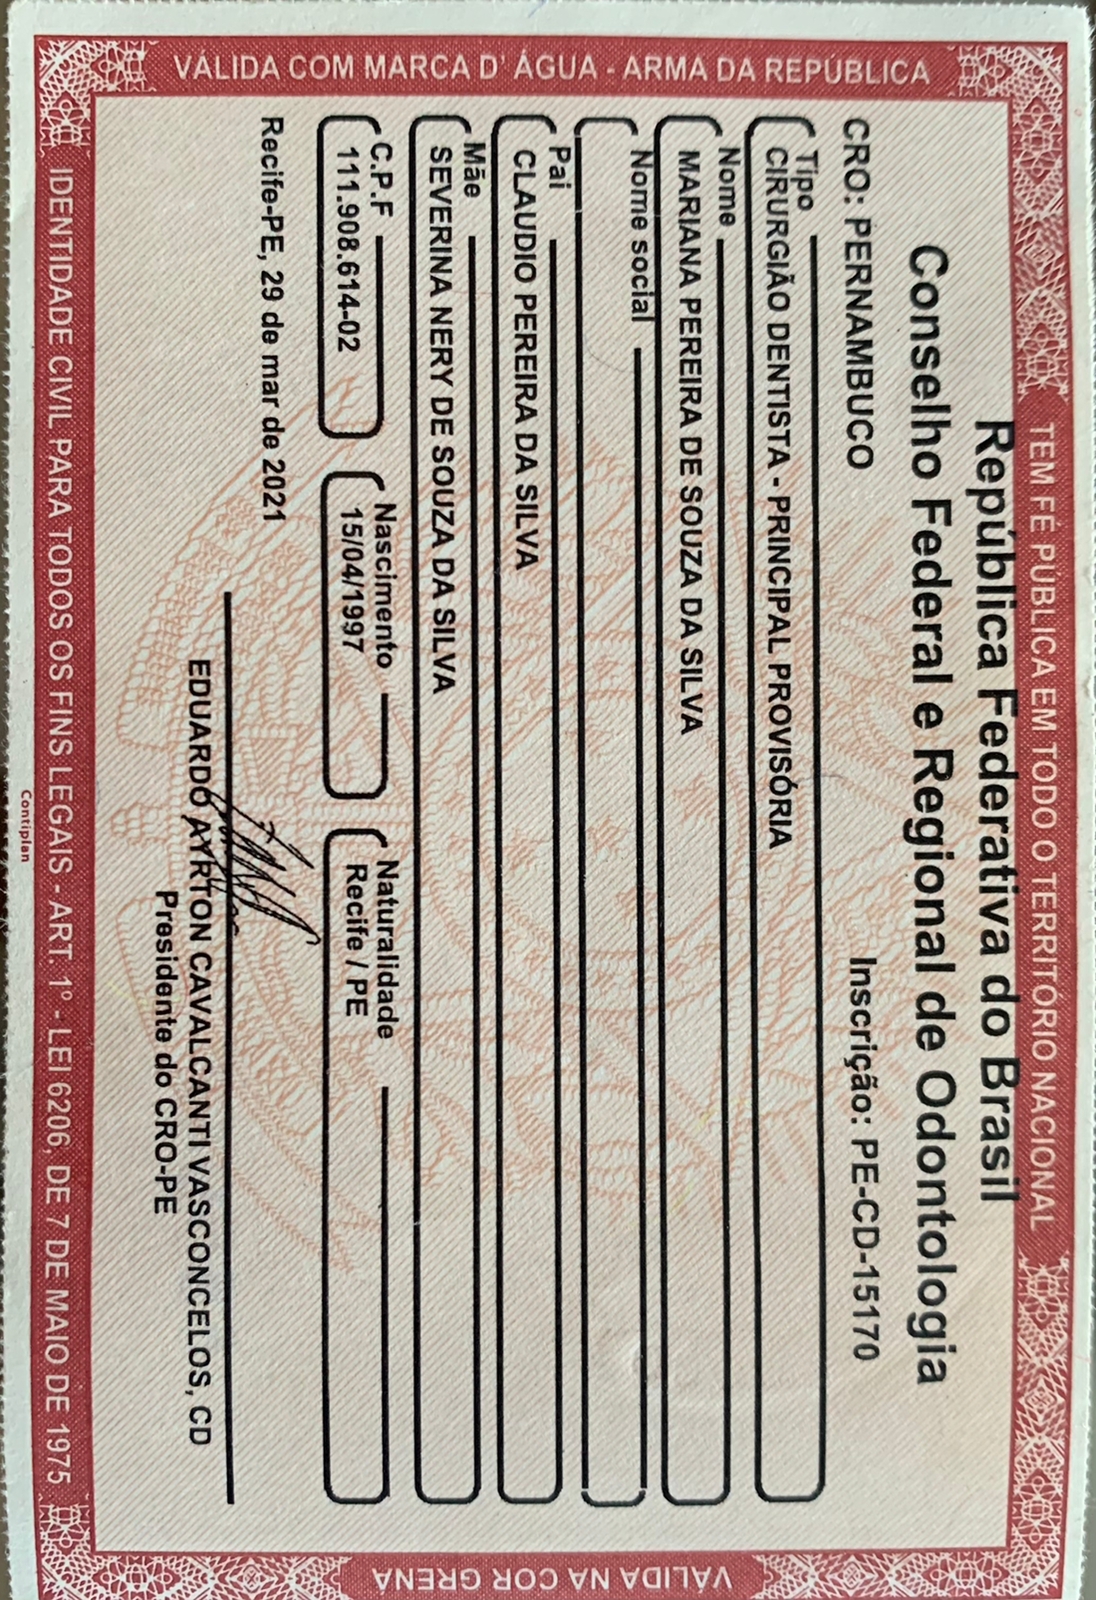 TEM FÉ PÚBLICA EM TODO O TERRITÓRIO NACIONAL
República Federativa do Brasil
Conselho Federal e Regional de Odontologia
CRO: PERNAMBUCO Inscrição: PE-CD-15170
Tipo
CIRURGIÃO DENTISTA - PRINCIPAL PROVISÓRIA
Nome
MARIANA PEREIRA DE SOUZA DA SILVA
Nome social
Pai
CLAUDIO PEREIRA DA SILVA
Mãe
SEVERINA NERY DE SOUZA DA SILVA
C.P.F Nascimento Naturalidade
111.908.614-02 15/04/1997 Recife / PE
Recife-PE, 29 de mar de 2021
EDUARDO AYRTON CAVALCANTI VASCONCELOS, CD
Presidente do CRO-PE
IDENTIDADE CIVIL PARA TODOS OS FINS LEGAIS - ART. 1º - LEI 6206, DE 7 DE MAIO DE 1975
VÁLIDA COM MARCA D' ÁGUA - ARMA DA REPÚBLICA
VÁLIDA NA COR GRENÁ
Contiplan